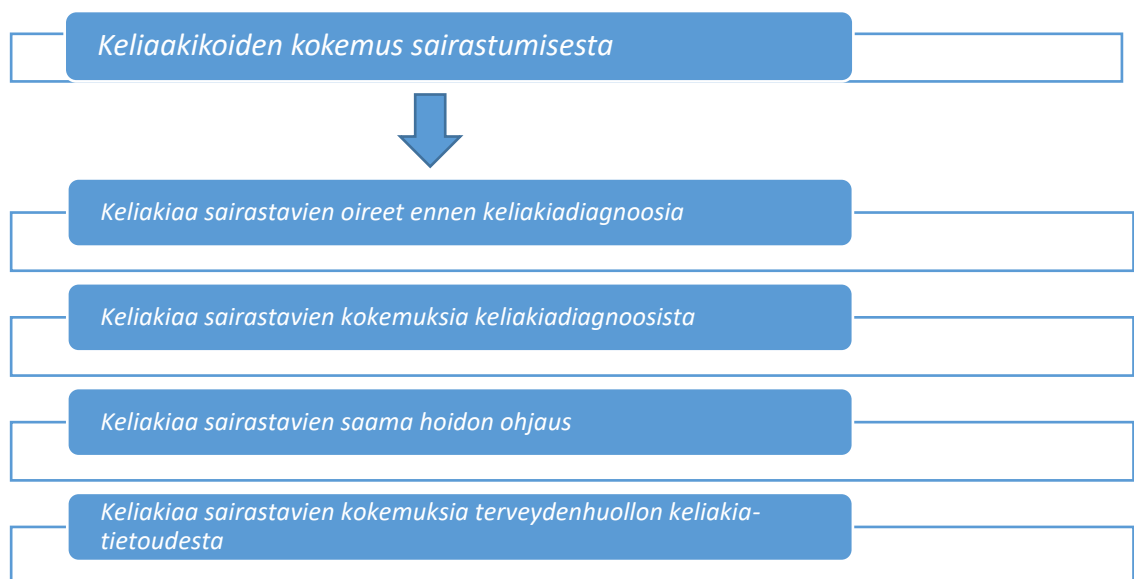 Keliaakikoiden kokemus sairastumisesta
Keliakiaa sairastavien oireet ennen keliakiadiagnoosia
Keliakiaa sairastavien kokemuksia keliakiadiagnoosista
Keliakiaa sairastavien saama hoidon ohjaus
Keliakiaa sairastavien kokemuksia terveydenhuollon keliakia-
tietoudesta